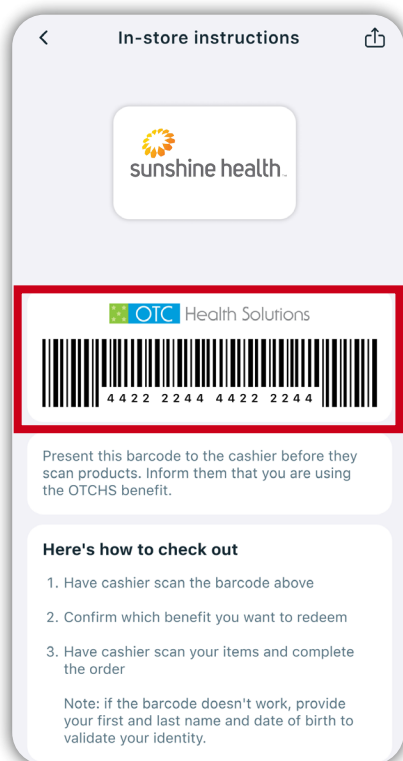 In-store instructions
sunshine health
OTC Health Solutions
4422 2244 4422 2244
Present this barcode to the cashier before they
scan products. Inform them that you are using
the OTCHS benefit.
Here's how to check out
1. Have cashier scan the barcode above
2. Confirm which benefit you want to redeem
3. Have cashier scan your items and complete
the order
Note: if the barcode doesn't work, provide
your first and last name and date of birth to
validate your identity.